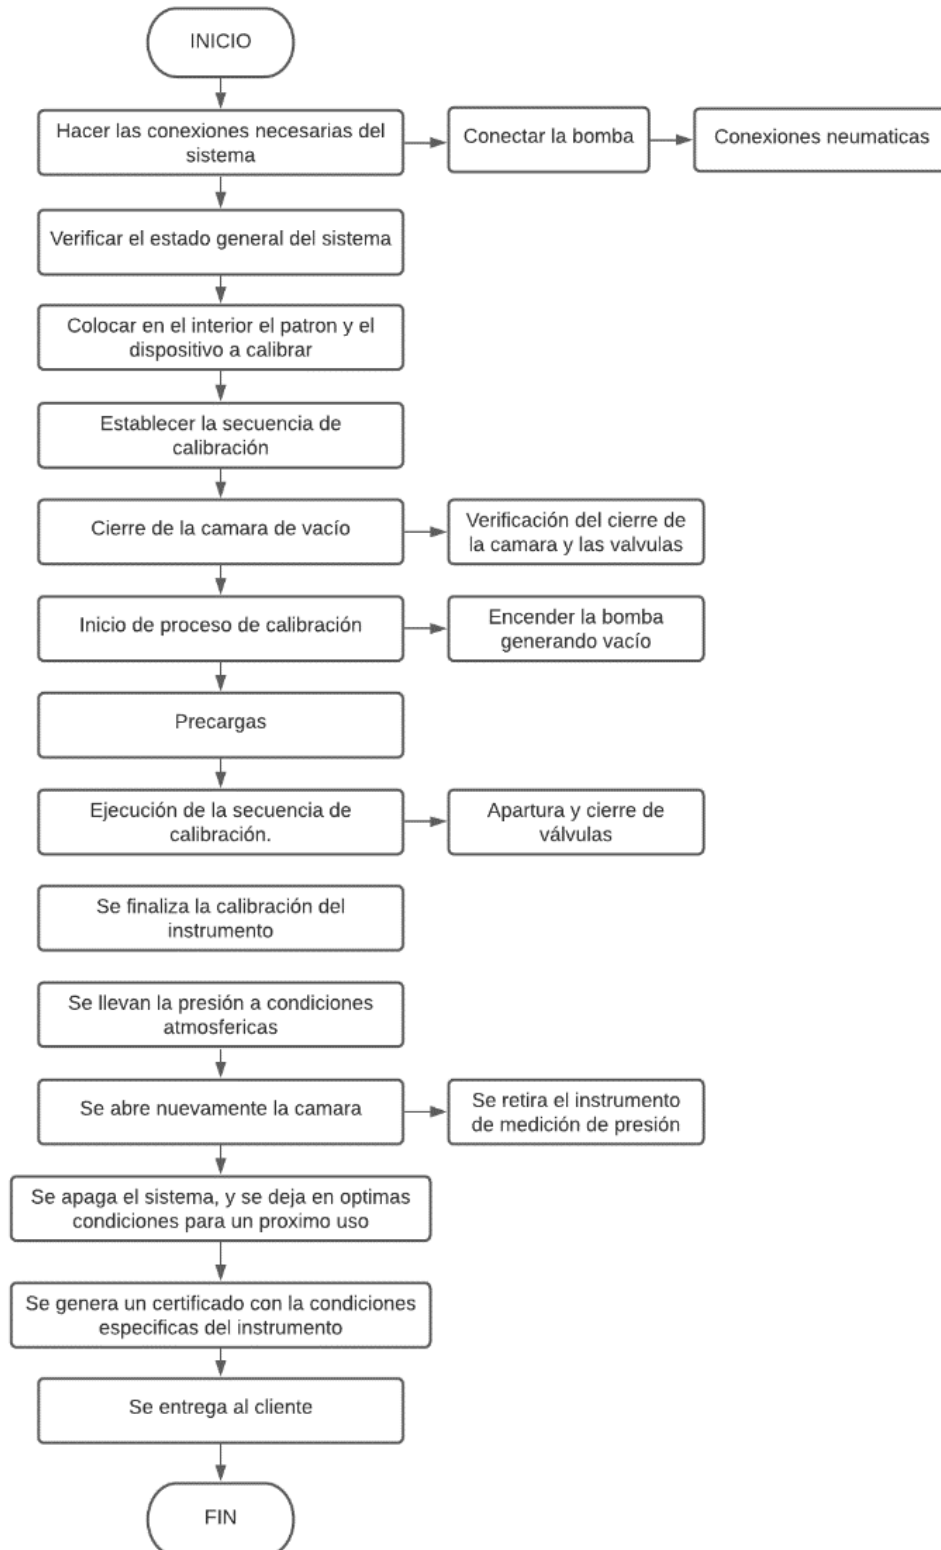 INICIO
Hacer las conexiones necesarias del
sistema
Conectar la bomba
Conexiones neumaticas
Verificar el estado general del sistema
Colocar en el interior el patron y el
dispositivo a calibrar
Establecer la secuencia de
calibración
Cierre de la camara de vacío
Verificación del cierre de
la camara y las valvulas
Inicio de proceso de calibración
Encender la bomba
generando vacío
Precargas
Ejecución de la secuencia de
calibración.
Apartura y cierre de
válvulas
Se finaliza la calibración del
instrumento
Se llevan la presión a condiciones
atmosfericas
Se abre nuevamente la camara
Se retira el instrumento
de medición de presión
Se apaga el sistema, y se deja en optimas
condiciones para un proximo uso
Se genera un certificado con la condiciones
especificas del instrumento
Se entrega al cliente
FIN